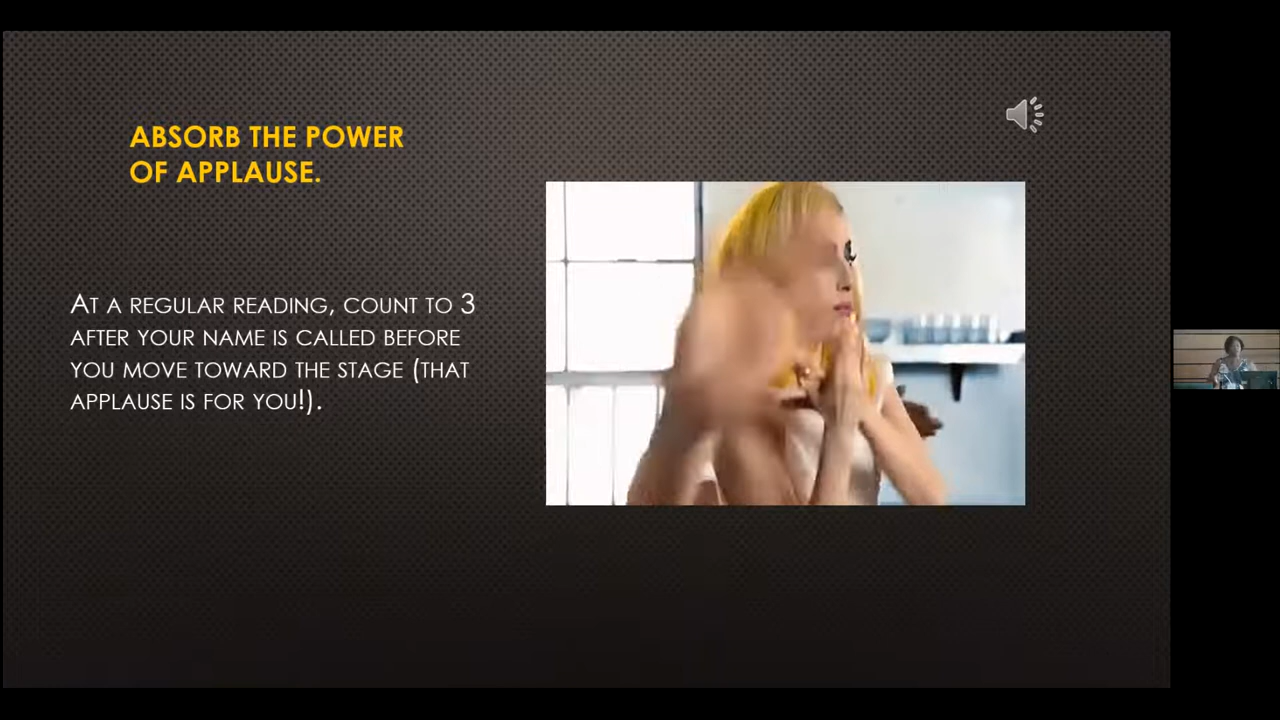 ABSORB THE POWER
OF APPLAUSE.
AT A REGULAR READING, COUNT TO 3
AFTER YOUR NAME IS CALLED BEFORE
YOU MOVE TOWARD THE STAGE (THAT
APPLAUSE IS FOR YOU!).